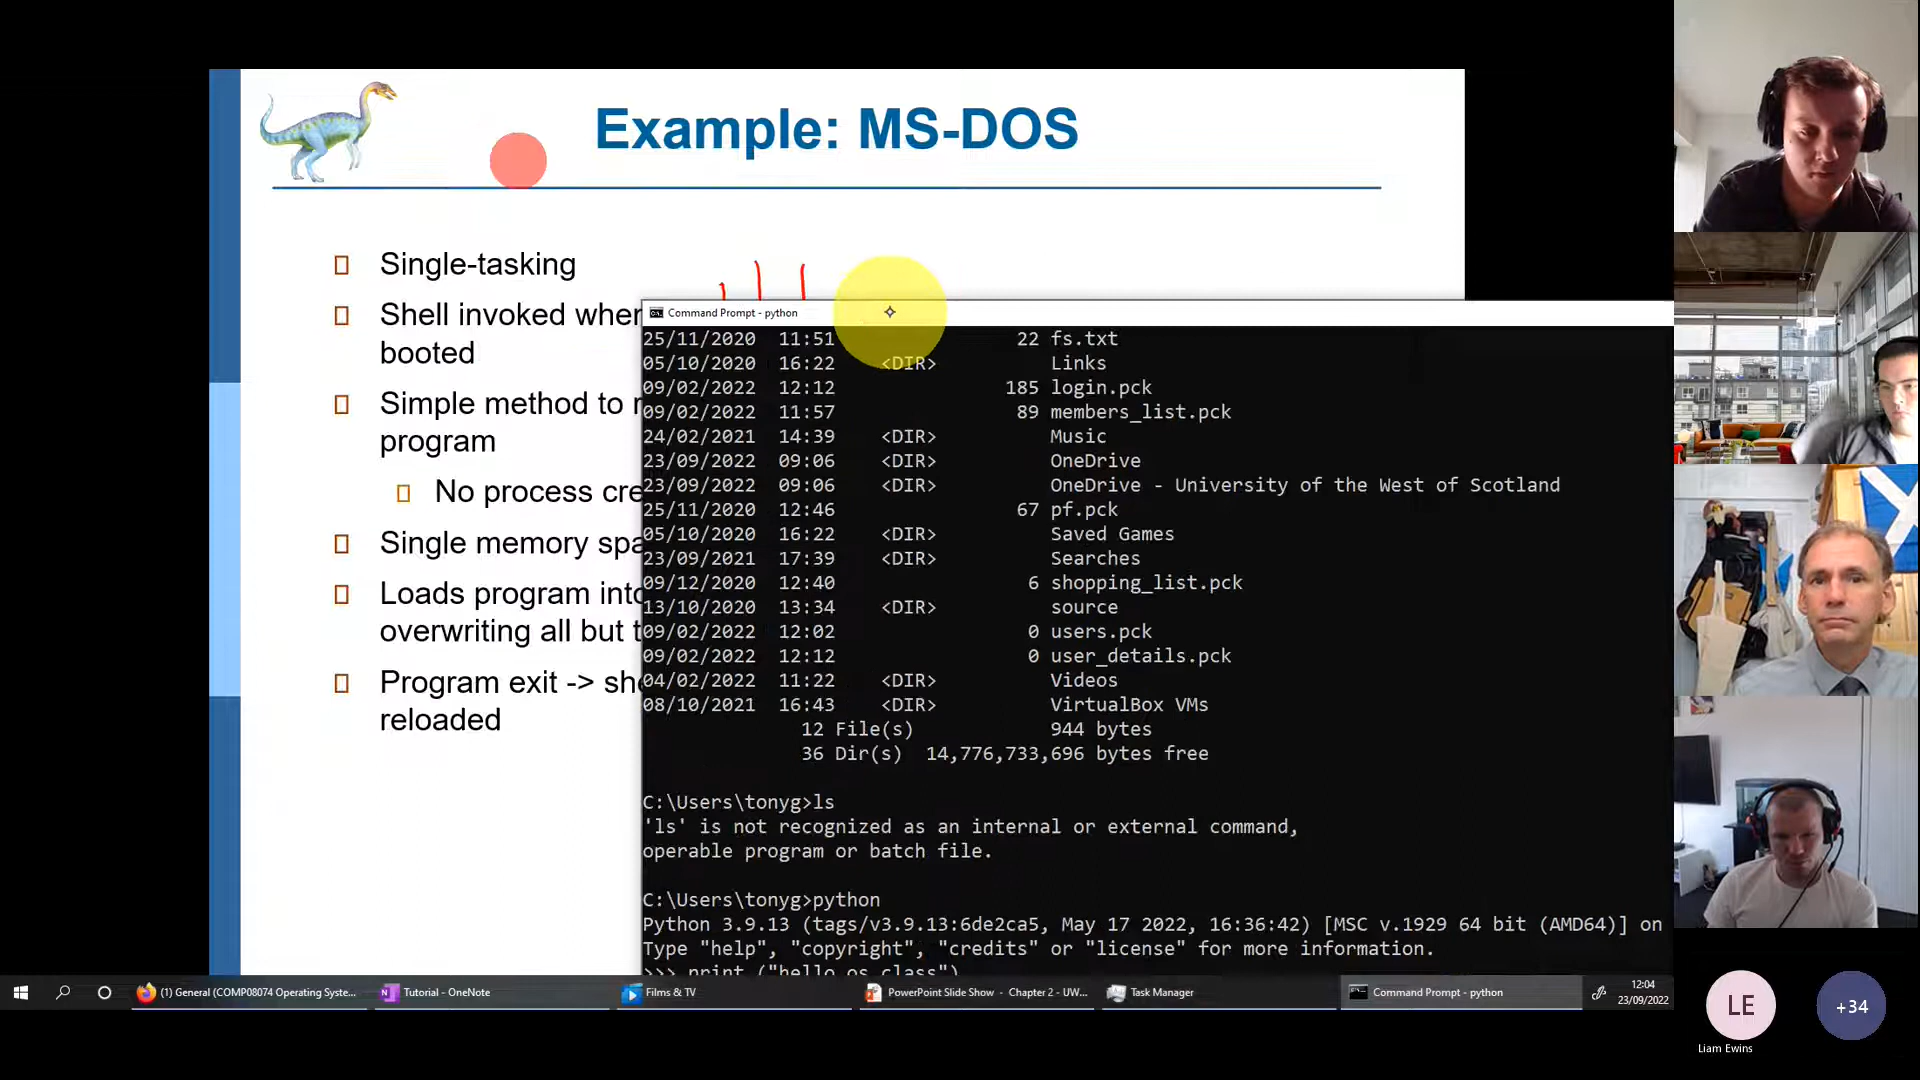 Example: MS-DOS
Single-tasking
Shell invoked when
booted
Simple method to r
program
No process cre
Single memory spa
Loads program into
overwriting all but t
Program exit -> she
reloaded
Command Prompt - python
25/11/2020 11:51 22 fs.txt
05/10/2020 16:22 <DIR> Links
09/02/2022 12:12 185 login.pck
09/02/2022 11:57 89 members_list.pck
24/02/2021 14:39 <DIR> Music
23/09/2022 09:06 <DIR> OneDrive
23/09/2022 09:06 <DIR> OneDrive - University of the West of Scotland
25/11/2020 12:46 67 pf.pck
05/10/2020 16:22 <DIR> Saved Games
23/09/2021 17:39 <DIR> Searches
09/12/2020 12:40 6 shopping_list.pck
13/10/2020 13:34 <DIR> source
09/02/2022 12:02 0 users.pck
09/02/2022 12:12 0 user_details.pck
04/02/2022 11:22 <DIR> Videos
08/10/2021 16:43 <DIR> VirtualBox VMs
12 File(s) 944 bytes
36 Dir(s) 14,776,733,696 bytes free
C:\Users\tonyg>ls
'ls' is not recognized as an internal or external command,
operable program or batch file.
C:\Users\tonyg>python
Python 3.9.13 (tags/v3.9.13:6de2ca5, May 17 2022, 16:36:42) [MSC v.1929 64 bit (AMD64)] on
Type "help", "copyright", "credits" or "license" for more information.
>>> print ("hello os class")
(1) General (COMP08074 Operating Syste...
Tutorial - OneNote
Films & TV
PowerPoint Slide Show - Chapter 2 - UW...
Task Manager
Command Prompt - python
12:04
23/09/2022
LE
Liam Ewins
+34